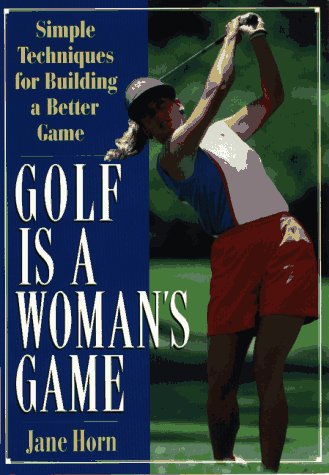 Simple
Techniques
for Building
a Better
Game
GOLF
IS A
WOMAN'S
GAME
Jane Horn